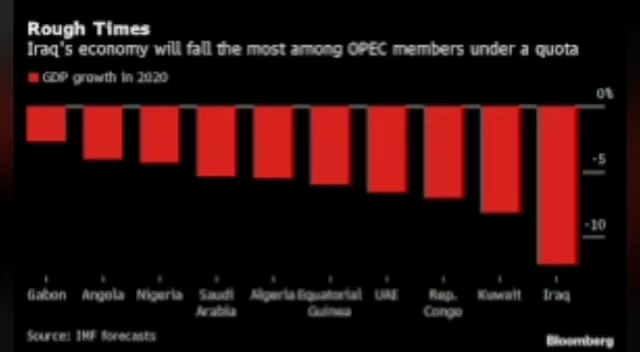 Rough Times
Iraq's economy will fall the most among OPEC members under a quota
GDP growth in 2020
0%
-5
-10
Gabon Angola Nigeria Saudi Arabia Algeria Equatorial Guinea UAE Rep. Congo Kuwait Iraq
Source: IMF forecasts
Bloomberg